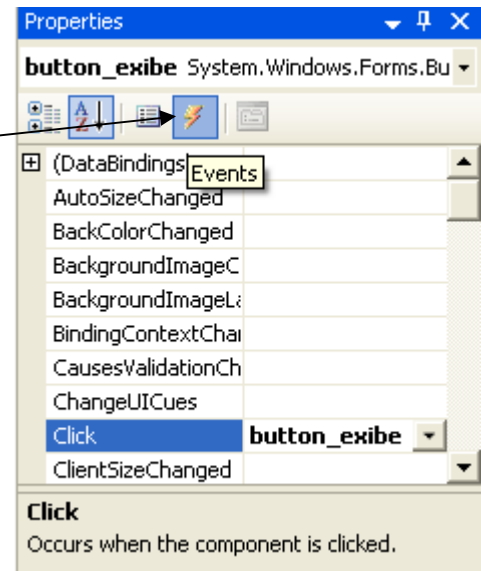 Properties
button_exibe System.Windows.Forms.Bu
A
Z
(DataBindings
Events
AutoSizeChanged
BackColorChanged
BackgroundImageC
BackgroundImageLa
BindingContextChai
CausesValidationCh
ChangeUICues
Click button_exibe
ClientSizeChanged
Click
Occurs when the component is clicked.